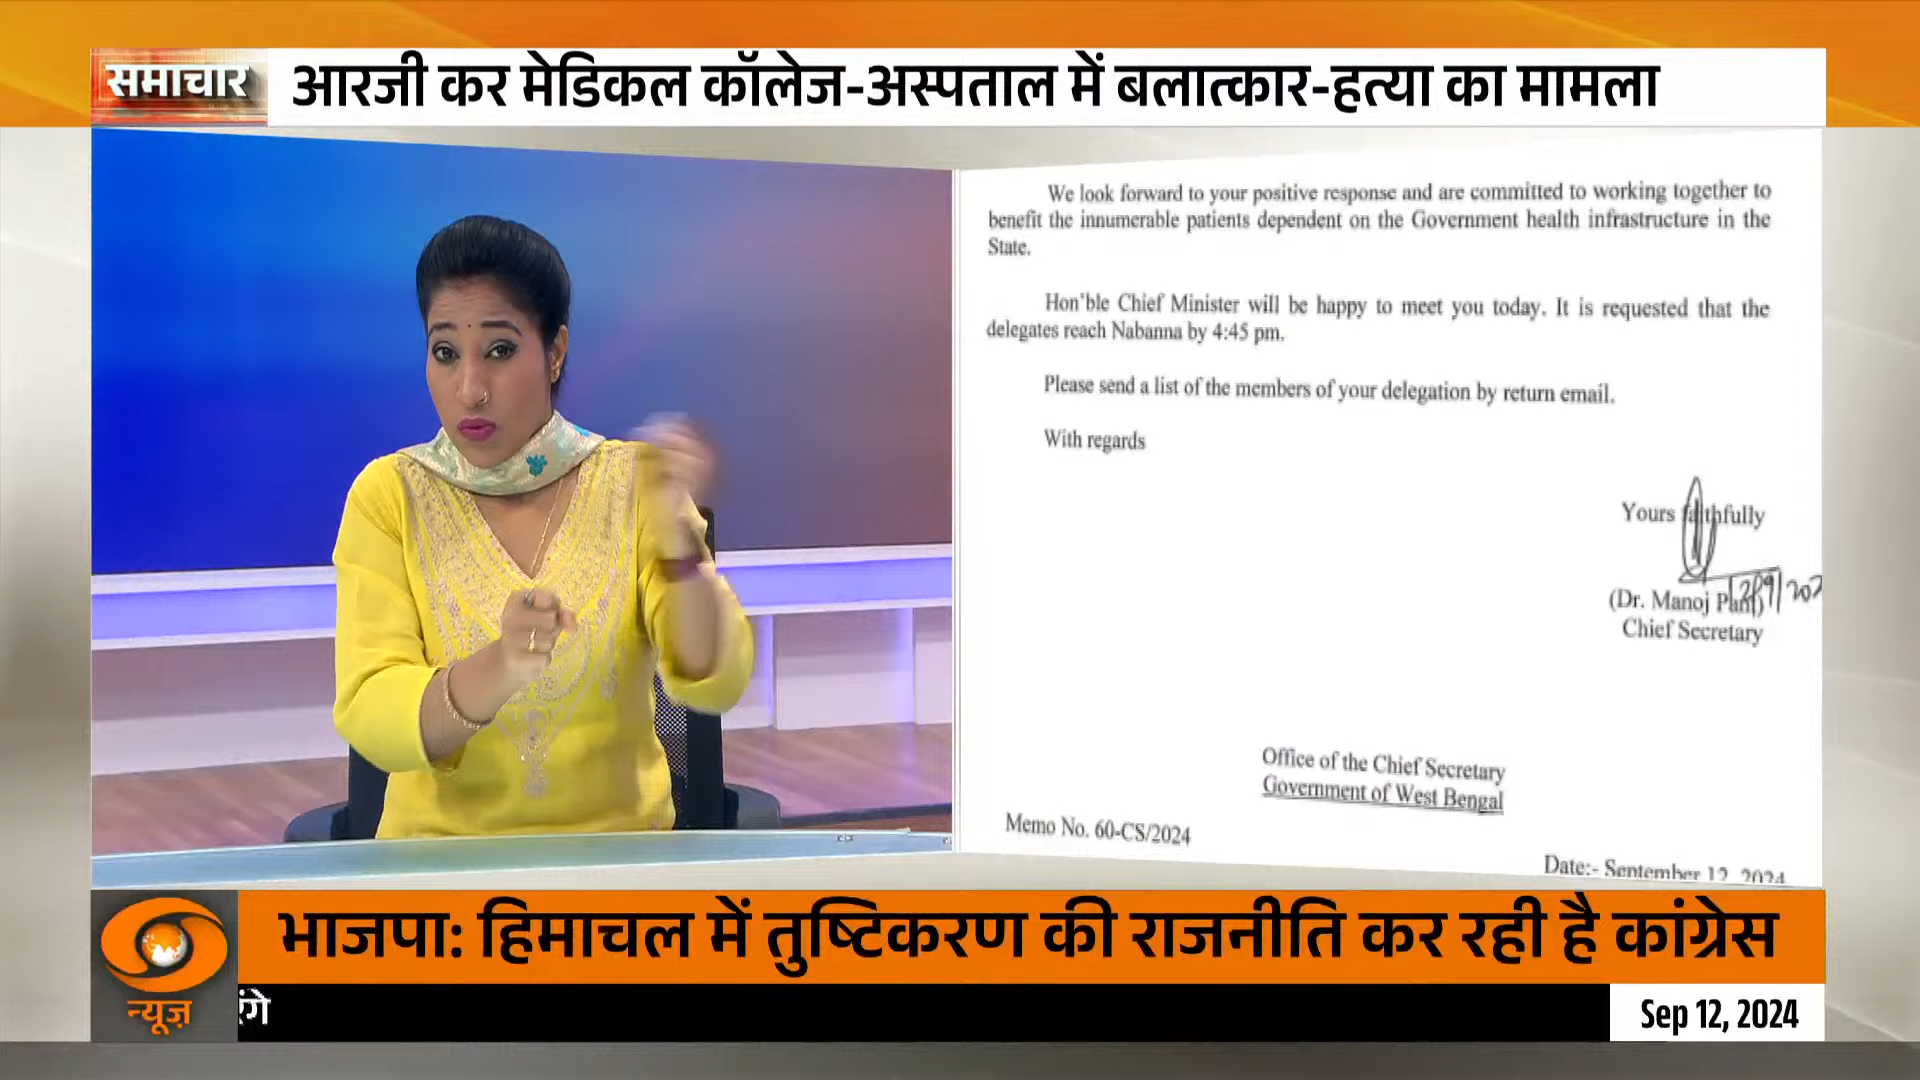 समाचार
आरजी कर मेडिकल कॉलेज-अस्पताल में बलात्कार-हत्या का मामला
We look forward to your positive response and are committed to working together to
benefit the innumerable patients dependent on the Government health infrastructure in the
State.
Hon'ble Chief Minister will be happy to meet you today. It is requested that the
delegates reach Nabanna by 4:45 pm.
Please send a list of the members of your delegation by return email.
With regards
Yours faithfully
(Dr. Manoj Pant)
Chief Secretary
Office of the Chief Secretary
Government of West Bengal
Memo No. 60-CS/2024
Date:- September 12, 2024
भाजपा: हिमाचल में तुष्टिकरण की राजनीति कर रही है कांग्रेस
न्यूज़
Sep 12, 2024